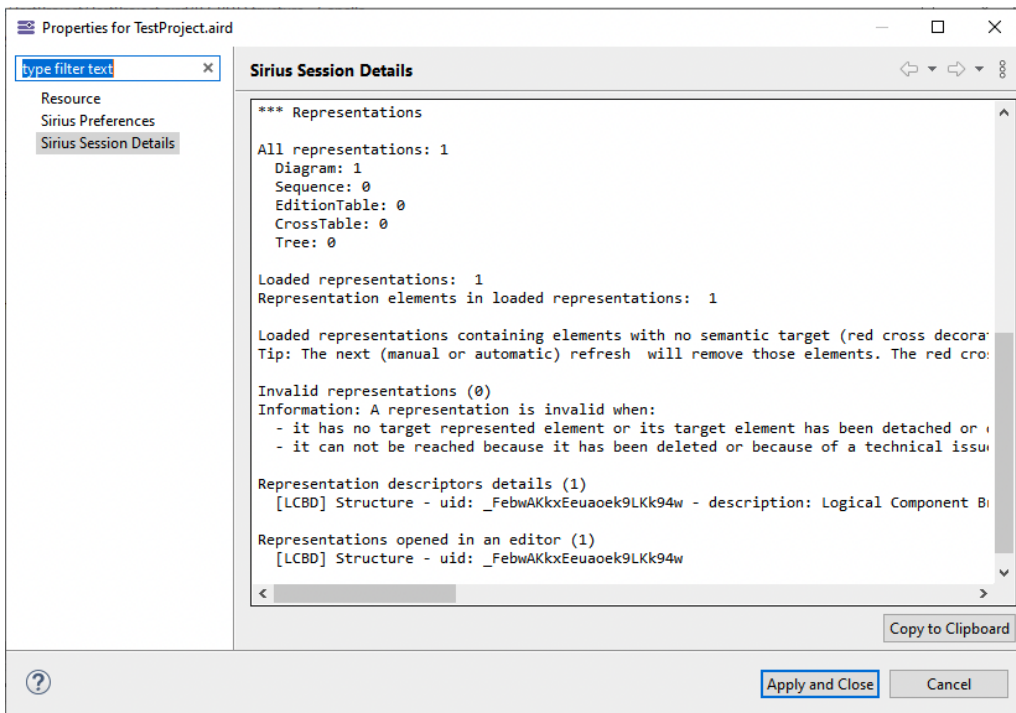 Properties for TestProject.aird
type filter text
Sirius Session Details
Resource
Sirius Preferences
Sirius Session Details
*** Representations
All representations: 1
Diagram: 1
Sequence: 0
EditionTable: 0
CrossTable: 0
Tree: 0
Loaded representations:  1
Representation elements in loaded representations:  1
Loaded representations containing elements with no semantic target (red cross
Tip: The next (manual or automatic) refresh  will remove those elements. The red
Invalid representations (0)
Information: A representation is invalid when:
- it has no target represented element or its target element has been detached or
- it can not be reached because it has been deleted or because of a technical
Representation descriptors details (1)
[LCBD] Structure - uid: _FebwAKkxEeuaoek9LKk94w - description: Logical Component
Representations opened in an editor (1)
[LCBD] Structure - uid: _FebwAKkxEeuaoek9LKk94w
Copy to Clipboard
Apply and Close
Cancel